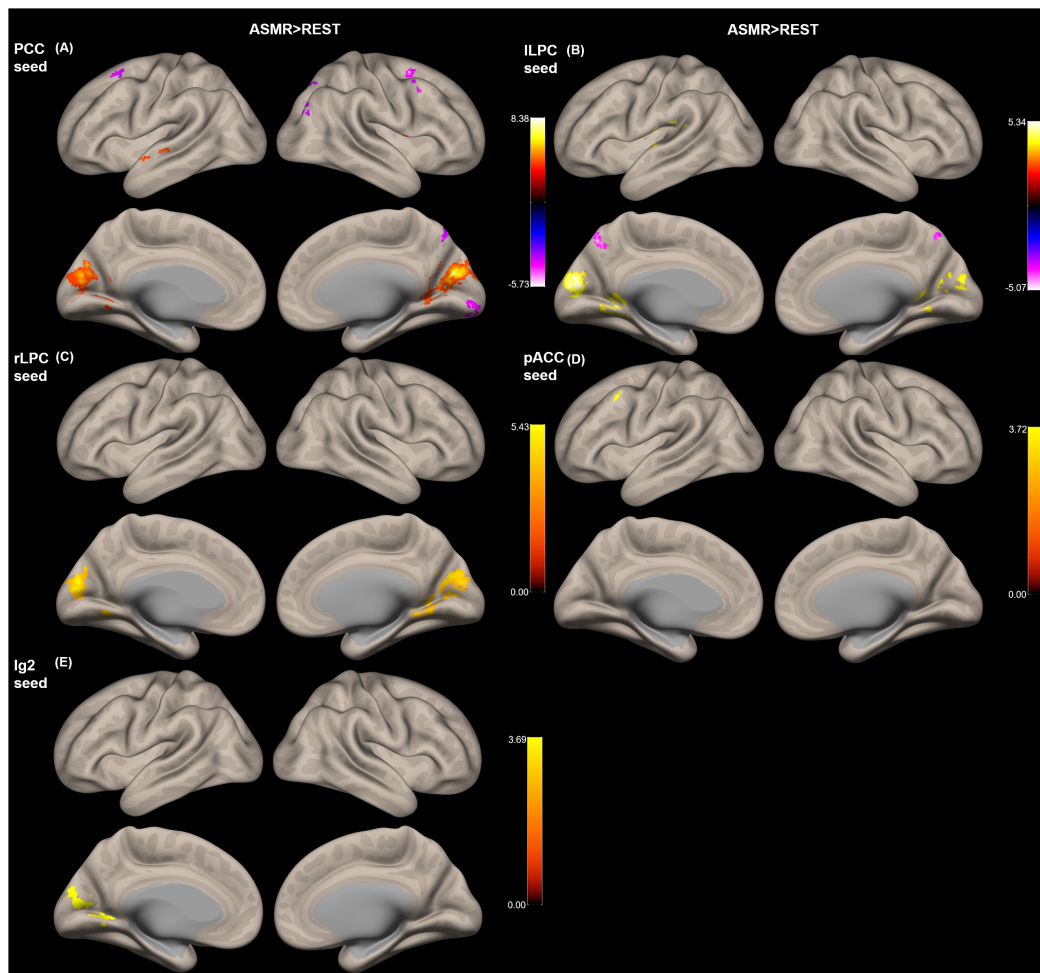 ASMR>REST
PCC (A)
seed
8.38
-5.73
ASMR>REST
lLPC (B)
seed
5.34
-5.07
rLPC (C)
seed
5.43
0.00
pACC (D)
seed
3.72
0.00
Ig2 (E)
seed
3.69
0.00